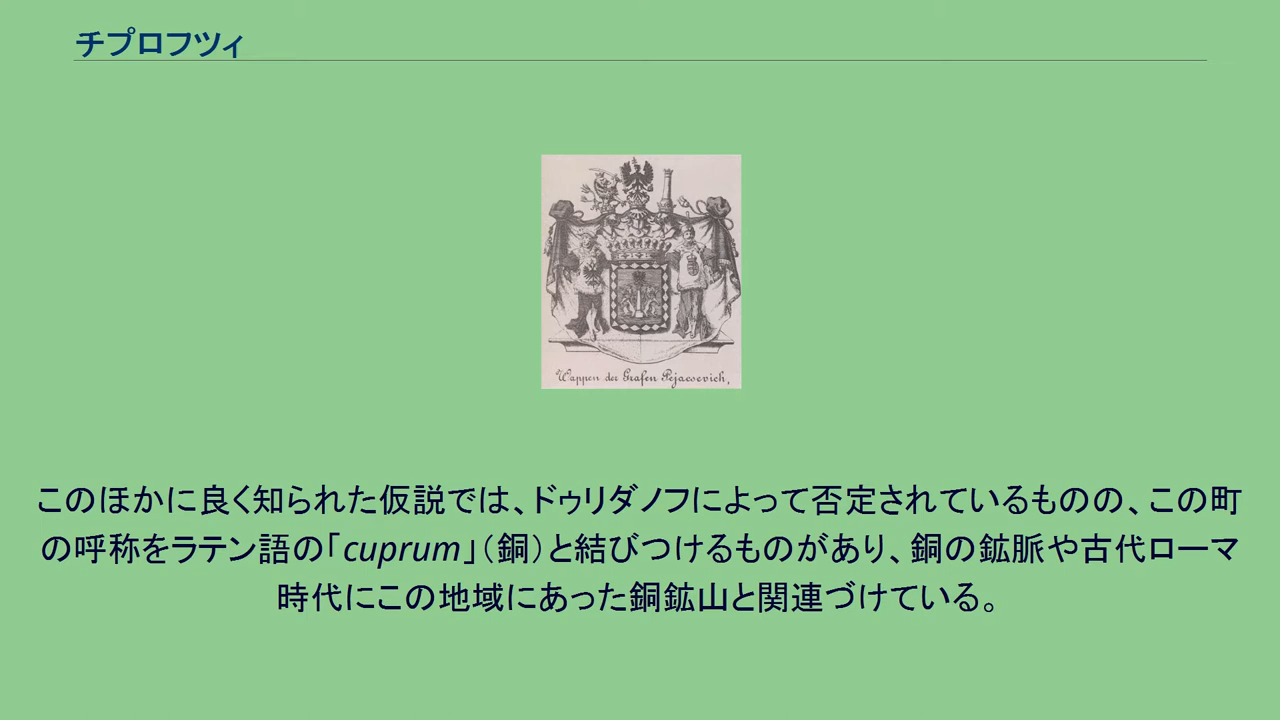 チプロフツィ
Wappen der Grafen Pejacsevich,
このほかに良く知られた仮説では、ドゥリダノフによって否定されているものの、この町
の呼称をラテン語の「cuprum」（銅）と結びつけるものがあり、銅の鉱脈や古代ローマ
時代にこの地域にあった銅鉱山と関連づけている。